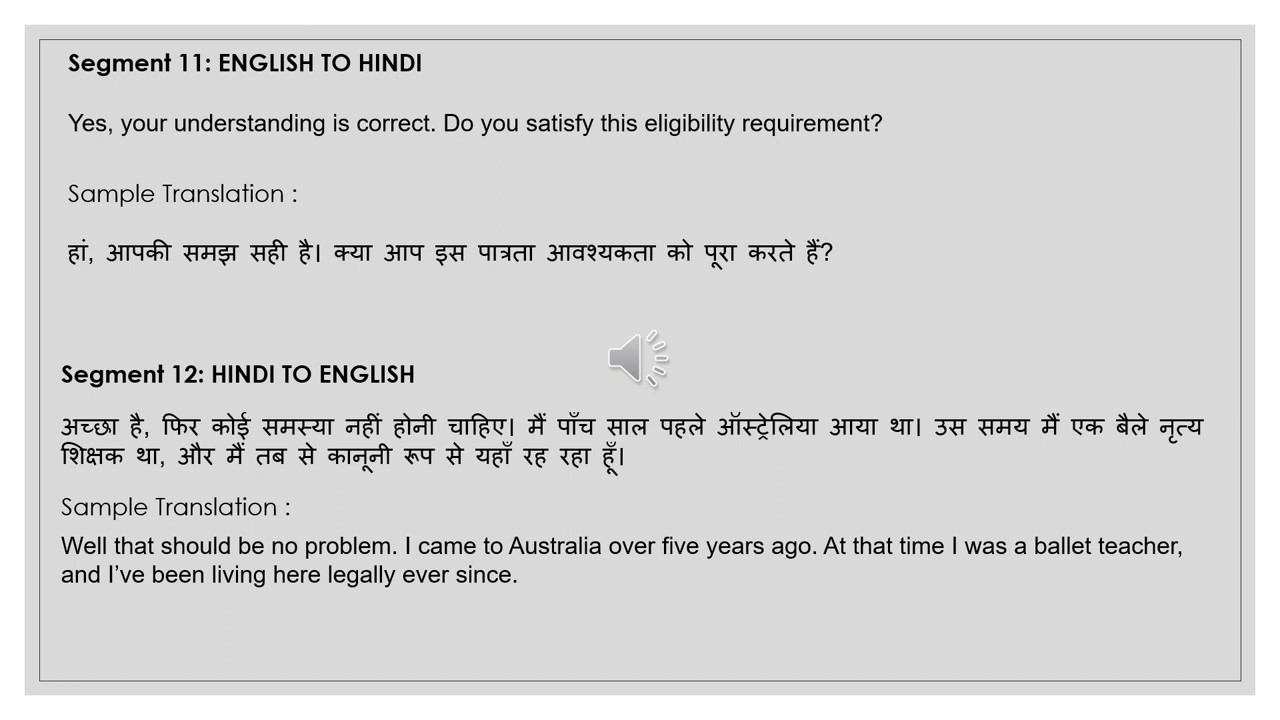 Segment 11: ENGLISH TO HINDI
Yes, your understanding is correct. Do you satisfy this eligibility requirement?
Sample Translation :
हां, आपकी समझ सही है। क्या आप इस पात्रता आवश्यकता को पूरा करते हैं?
Segment 12: HINDI TO ENGLISH
अच्छा है, फिर कोई समस्या नहीं होनी चाहिए। मैं पाँच साल पहले ऑस्ट्रेलिया आया था। उस समय मैं एक बैले नृत्य
शिक्षक था, और मैं तब से कानूनी रूप से यहाँ रह रहा हूँ।
Sample Translation :
Well that should be no problem. I came to Australia over five years ago. At that time I was a ballet teacher,
and I’ve been living here legally ever since.